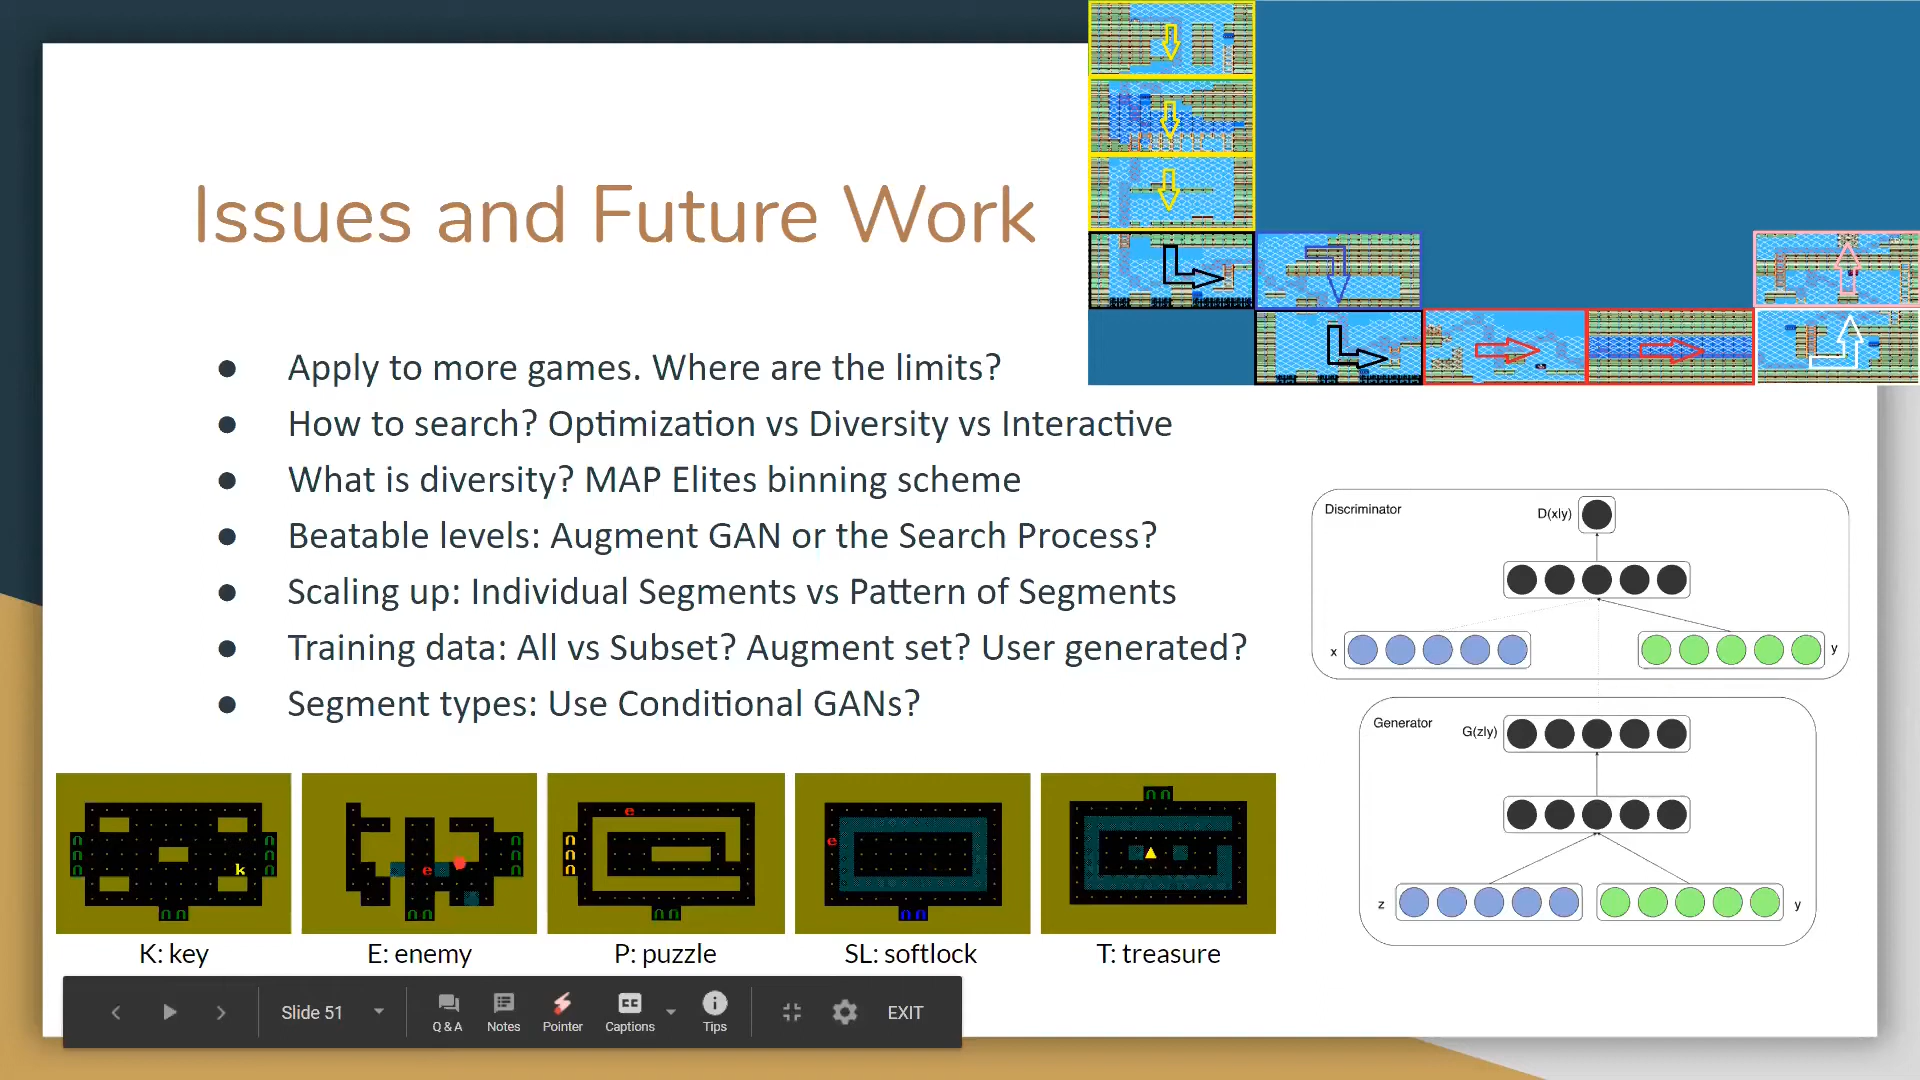 Issues and Future Work
Apply to more games. Where are the limits?
How to search? Optimization vs Diversity vs Interactive
What is diversity? MAP Elites binning scheme
Beatable levels: Augment GAN or the Search Process?
Scaling up: Individual Segments vs Pattern of Segments
Training data: All vs Subset? Augment set? User generated?
Segment types: Use Conditional GANs?
Discriminator
D(x|y)
x
y
Generator
G(z|y)
z
y
k
e
e
e
K: key
E: enemy
P: puzzle
SL: softlock
T: treasure
Slide 51
Q & A
Notes
Pointer
CC
Captions
Tips
EXIT